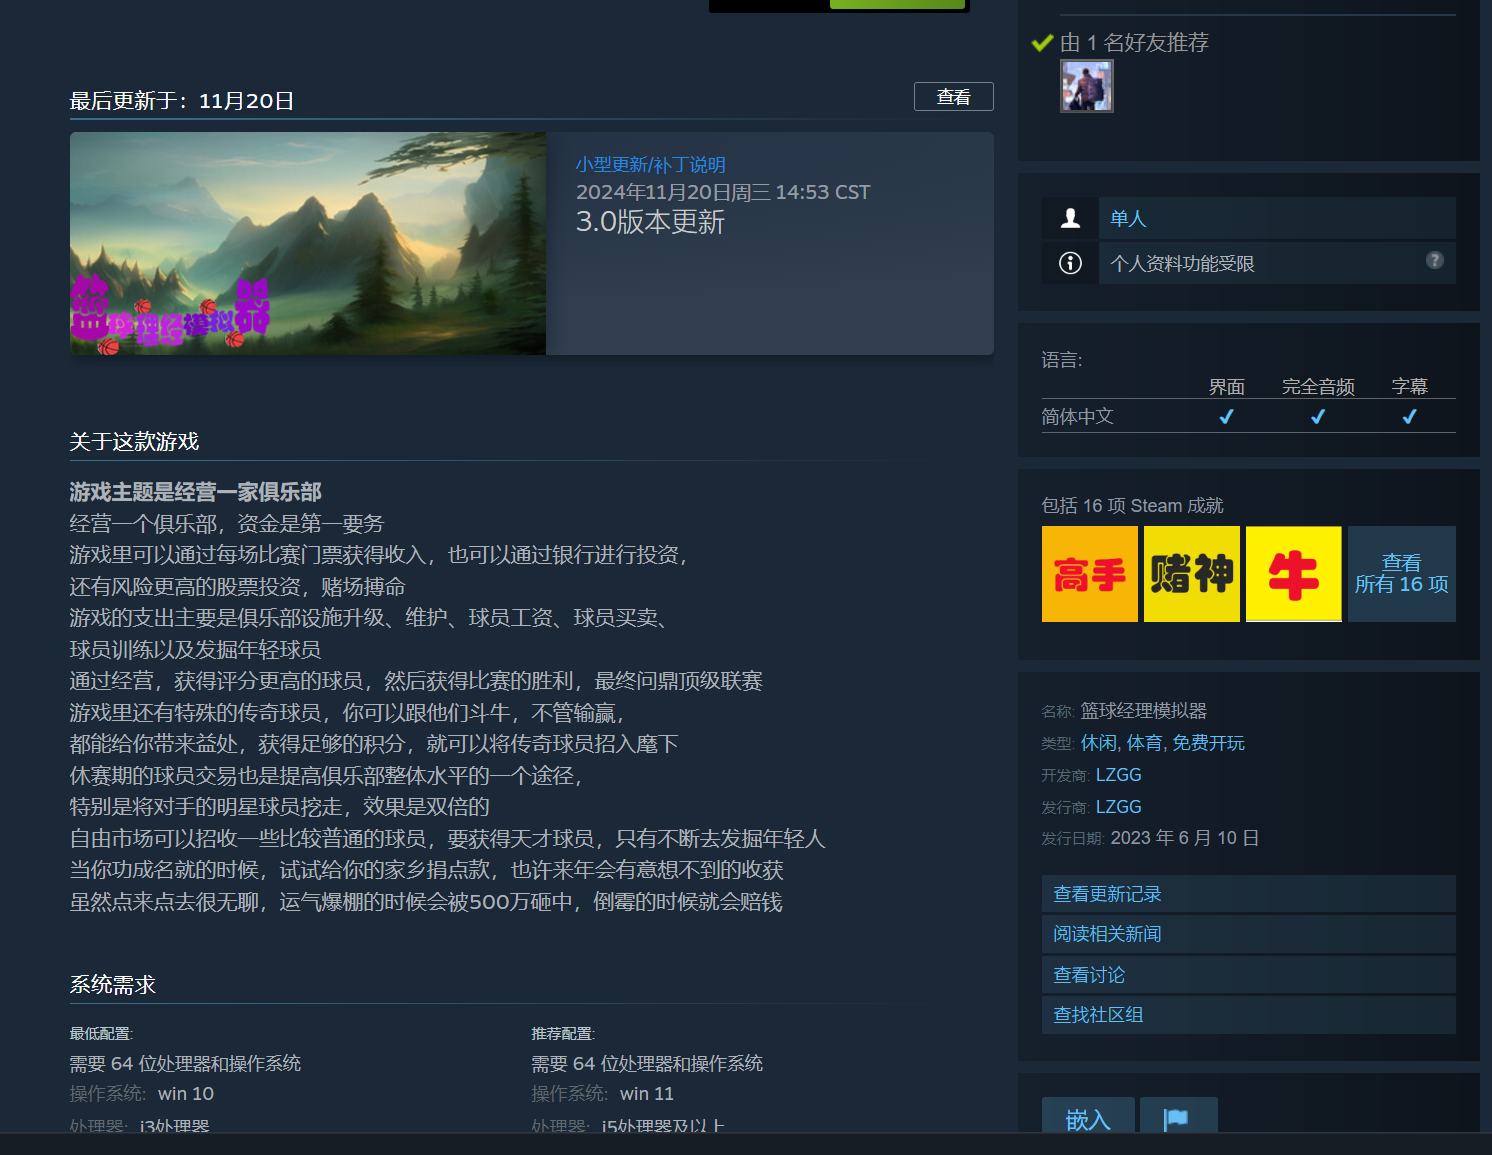 由 1 名好友推荐
最后更新于：11月20日
查看
小型更新/补丁说明
2024年11月20日周三 14:53 CST
3.0版本更新
篮球经理模拟器
单人
个人资料功能受限
?
语言:
界面 完全音频 字幕
简体中文
关于这款游戏
游戏主题是经营一家俱乐部
经营一个俱乐部，资金是第一要务
游戏里可以通过每场比赛门票获得收入，也可以通过银行进行投资，
还有风险更高的股票投资，赌场搏命
游戏的支出主要是俱乐部设施升级、维护、球员工资、球员买卖、
球员训练以及发掘年轻球员
通过经营，获得评分更高的球员，然后获得比赛的胜利，最终问鼎顶级联赛
游戏里还有特殊的传奇球员，你可以跟他们斗牛，不管输赢，
都能给你带来益处，获得足够的积分，就可以将传奇球员招入麾下
休赛期的球员交易也是提高俱乐部整体水平的一个途径，
特别是将对手的明星球员挖走，效果是双倍的
自由市场可以招收一些比较普通的球员，要获得天才球员，只有不断去发掘年轻人
当你功成名就的时候，试试给你的家乡捐点款，也许来年会有意想不到的收获
虽然点来点去很无聊，运气爆棚的时候会被500万砸中，倒霉的时候就会赔钱
包括 16 项 Steam 成就
高手
赌神
牛
查看
所有 16 项
名称: 篮球经理模拟器
类型: 休闲, 体育, 免费开玩
开发商: LZGG
发行商: LZGG
发行日期: 2023 年 6 月 10 日
查看更新记录
阅读相关新闻
查看讨论
查找社区组
嵌入
系统需求
最低配置:
需要 64 位处理器和操作系统
操作系统: win 10
处理器: i3处理器
推荐配置:
需要 64 位处理器和操作系统
操作系统: win 11
处理器: i5处理器及以上